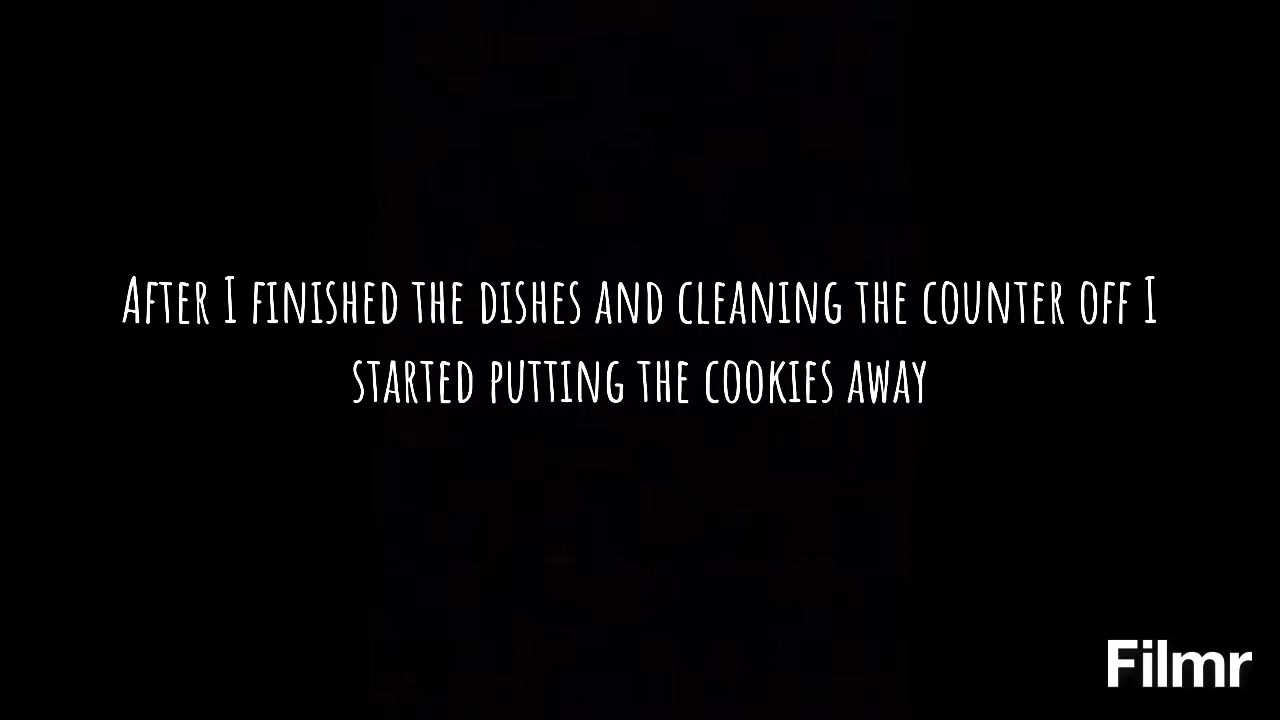 After I finished the dishes and cleaning the counter off I
started putting the cookies away
Filmr